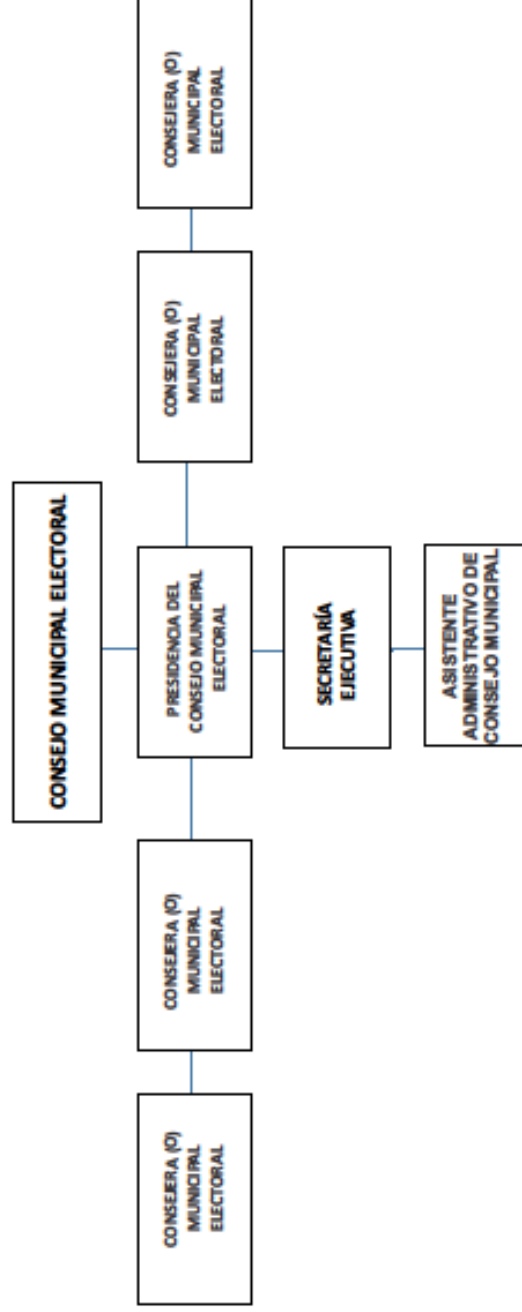 CONSEJO MUNICIPAL ELECTORAL
CONSEJERA (O)
MUNICIPAL
ELECTORAL
CONSEJERA (O)
MUNICIPAL
ELECTORAL
PRESIDENCIA DEL
CONSEJO MUNICIPAL
ELECTORAL
CONSEJERA (O)
MUNICIPAL
ELECTORAL
CONSEJERA (O)
MUNICIPAL
ELECTORAL
SECRETARÍA
EJECUTIVA
ASISTENTE
ADMINISTRATIVO DE
CONSEJO MUNICIPAL